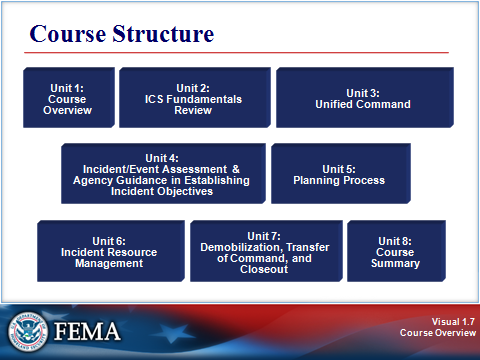 Course Structure
Unit 1:
Course
Overview
Unit 2:
ICS Fundamentals
Review
Unit 3:
Unified Command
Unit 4:
Incident/Event Assessment &
Agency Guidance in Establishing
Incident Objectives
Unit 5:
Planning Process
Unit 6:
Incident Resource
Management
Unit 7:
Demobilization, Transfer
of Command, and
Closeout
Unit 8:
Course
Summary
FEMA
Visual 1.7
Course Overview